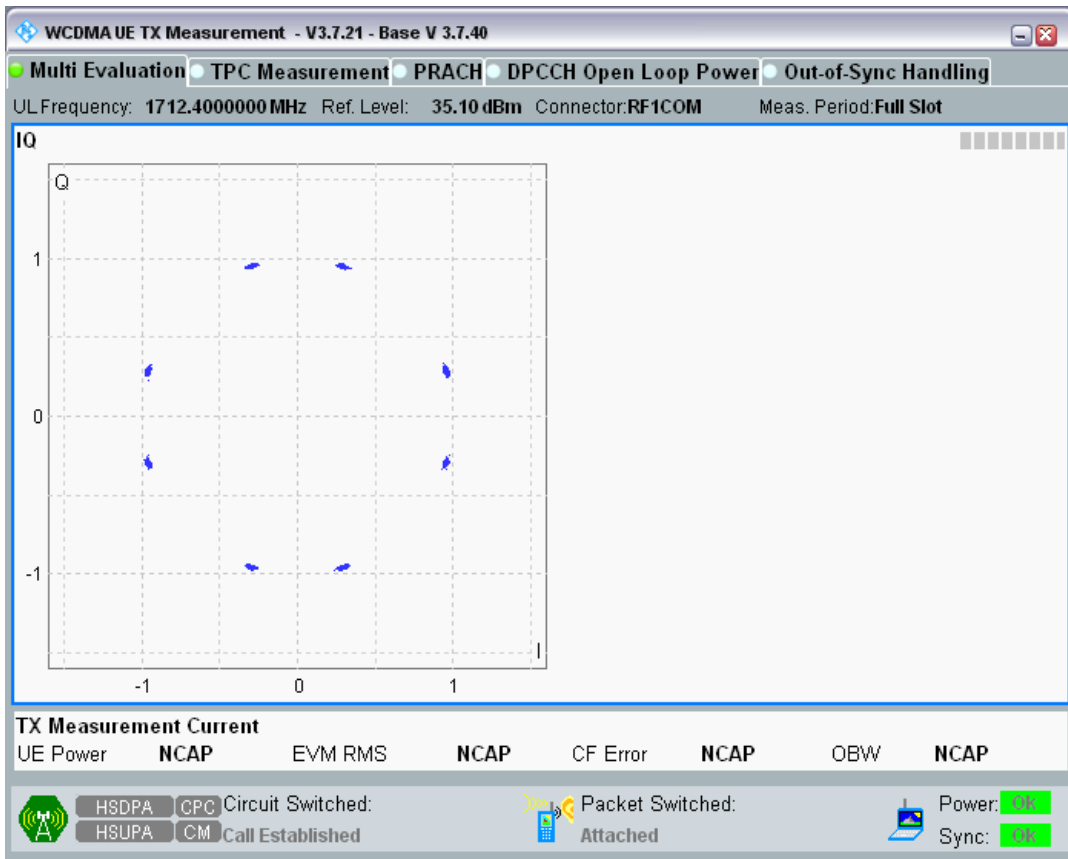 WCDMA UE TX Measurement - V3.7.21 - Base V 3.7.40
Multi Evaluation TPC Measurement PRACH DPCCH Open Loop Power Out-of-Sync Handling
UL Frequency: 1712.4000000 MHz Ref. Level: 35.10 dBm Connector:RF1COM Meas. Period:Full Slot
IQ
Q
1
0
-1
I
-1 0 1
TX Measurement Current
UE Power NCAP EVM RMS NCAP CF Error NCAP OBW NCAP
HSDPA CPC Circuit Switched: Packet Switched: Power: Ok
HSUPA CM Call Established Attached Sync: Ok